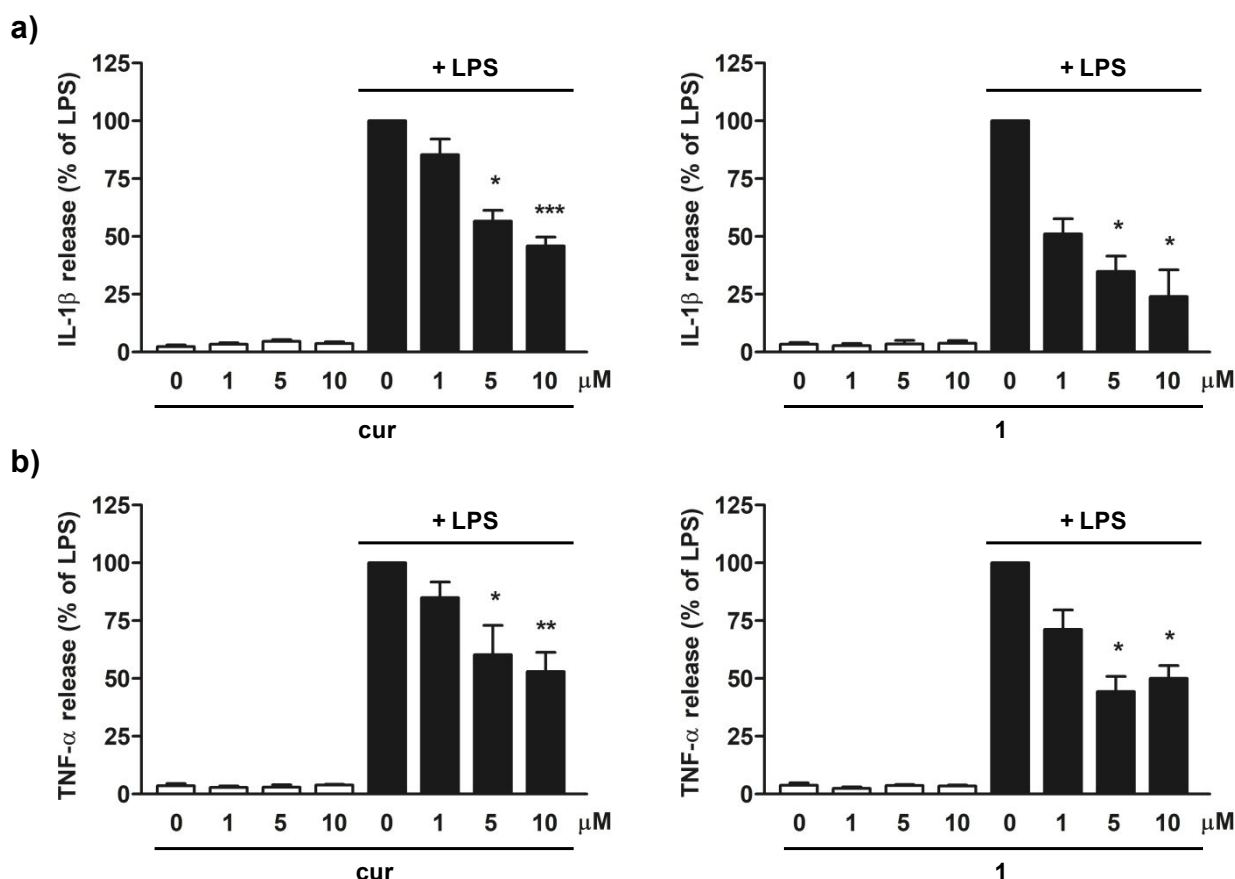 a)
IL-1β release (% of LPS)
125
100
75
50
25
0
+ LPS
*
***
0 1 5 10 0 1 5 10 μM
cur
IL-1β release (% of LPS)
125
100
75
50
25
0
+ LPS
* *
0 1 5 10 0 1 5 10 μM
1
b)
TNF-α release (% of LPS)
125
100
75
50
25
0
+ LPS
*
**
0 1 5 10 0 1 5 10 μM
cur
TNF-α release (% of LPS)
125
100
75
50
25
0
+ LPS
* *
0 1 5 10 0 1 5 10 μM
1